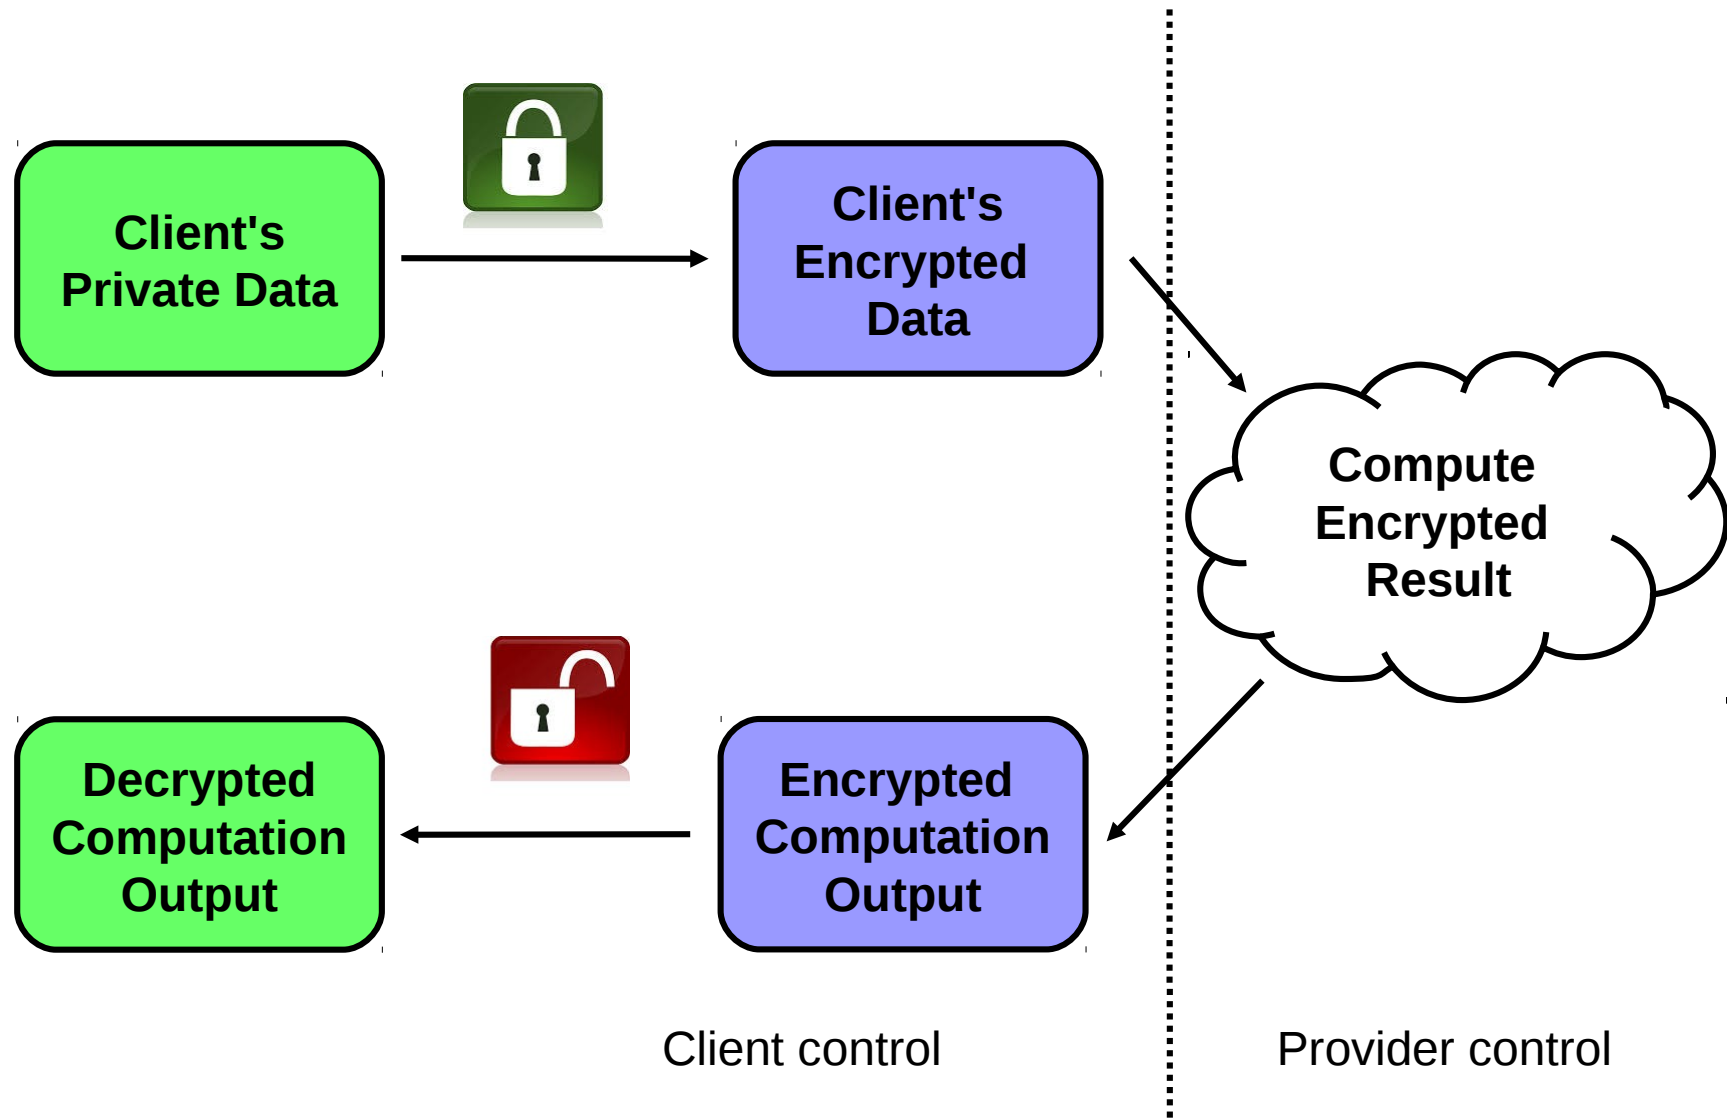 Client's
Private Data
Client's
Encrypted
Data
Compute
Encrypted
Result
Decrypted
Computation
Output
Encrypted
Computation
Output
Client control
Provider control